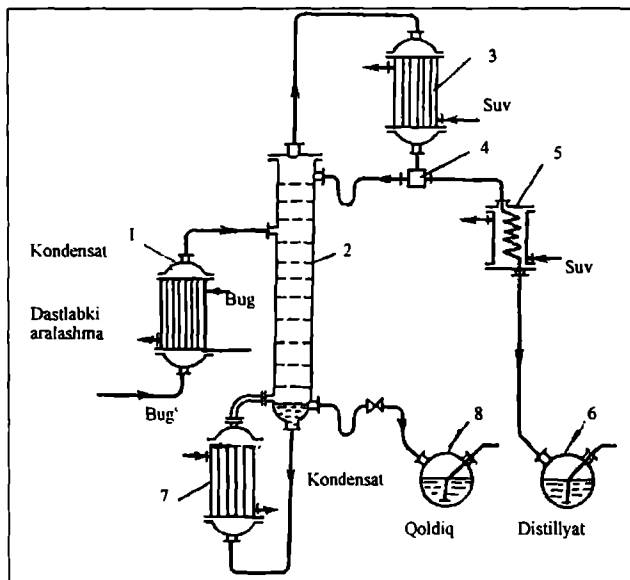 3
Suv
4
5
1
Kondensat
2
Bug
Suv
Dastlabki
aralashma
Bug‘
8
6
Kondensat
7
Qoldiq
Distillyat